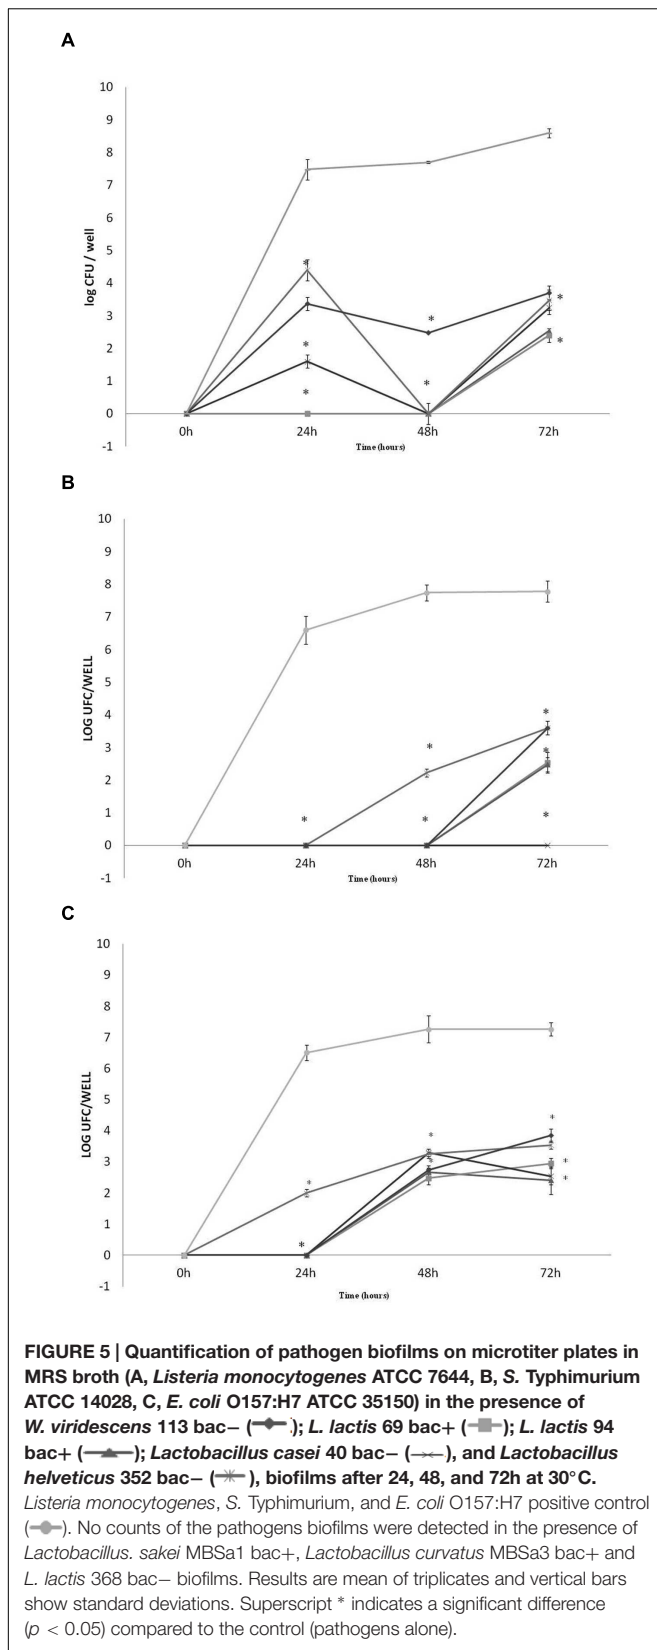 A
10
9
8
7
6
5
4
3
2
1
0
-1
log CFU / well
0h 24h 48h 72h
Time (hours)
* * * * * * *
B
10
9
8
7
6
5
4
3
2
1
0
-1
LOG UFC/WELL
0h 24h 48h 72h
Time (hours)
* * * * * *
C
10
9
8
7
6
5
4
3
2
1
0
-1
LOG UFC/WELL
0h 24h 48h 72h
Time (hours)
* * * * * * *
FIGURE 5 | Quantification of pathogen biofilms on microtiter plates in
MRS broth (A, Listeria monocytogenes ATCC 7644, B, S. Typhimurium
ATCC 14028, C, E. coli O157:H7 ATCC 35150) in the presence of
W. viridescens 113 bac− ( ); L. lactis 69 bac+ ( ); L. lactis 94
bac+ ( ); Lactobacillus casei 40 bac− ( ), and Lactobacillus
helveticus 352 bac− ( ), biofilms after 24, 48, and 72h at 30°C.
Listeria monocytogenes, S. Typhimurium, and E. coli O157:H7 positive control
( ). No counts of the pathogens biofilms were detected in the presence of
Lactobacillus. sakei MBSa1 bac+, Lactobacillus curvatus MBSa3 bac+ and
L. lactis 368 bac− biofilms. Results are mean of triplicates and vertical bars
show standard deviations. Superscript * indicates a significant difference
(p < 0.05) compared to the control (pathogens alone).